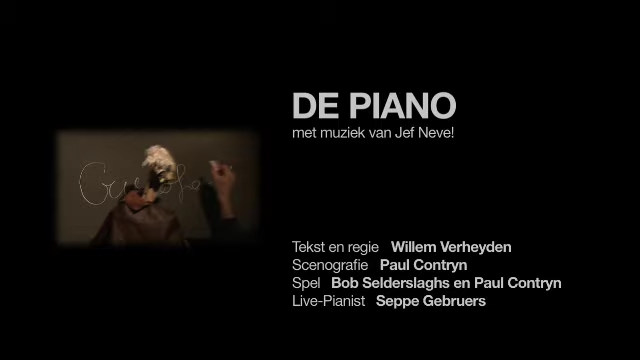 DE PIANO
met muziek van Jef Neve!
Tekst en regie Willem Verheyden
Scenografie Paul Contryn
Spel Bob Selderslaghs en Paul Contryn
Live-Pianist Seppe Gebruers